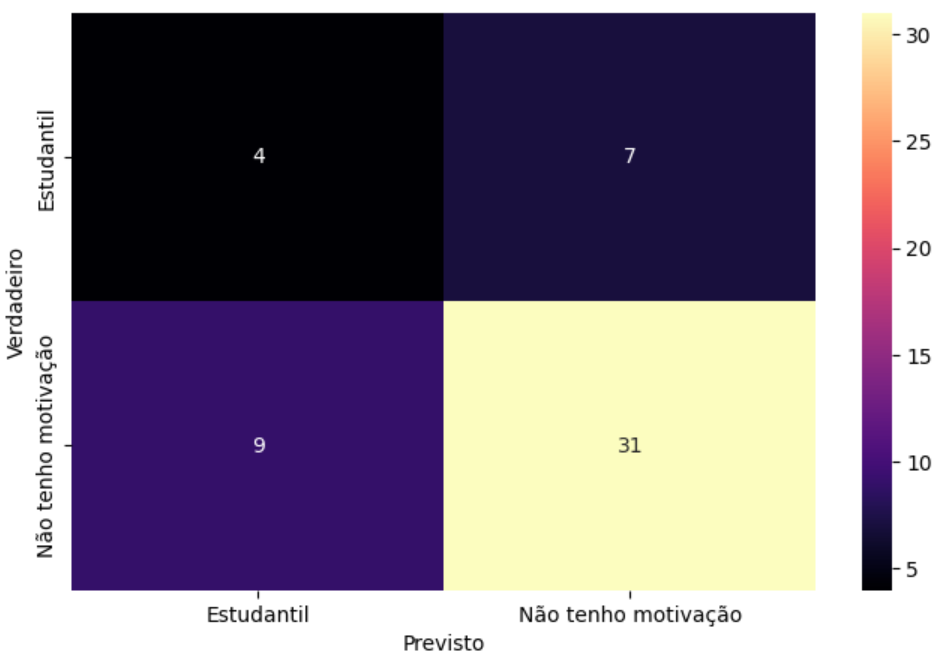 Verdadeiro
Estudantil
Não tenho motivação
4
7
9
31
Estudantil
Não tenho motivação
Previsto
30
25
20
15
10
5